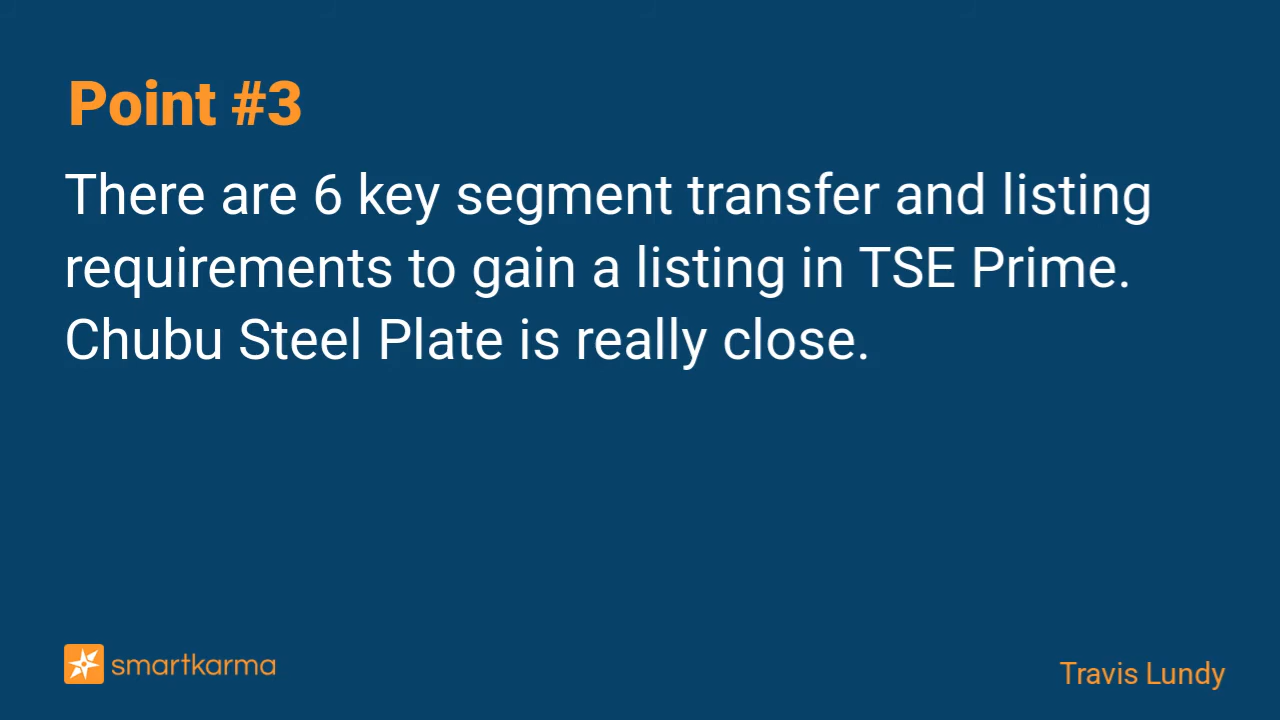 Point #3
There are 6 key segment transfer and listing
requirements to gain a listing in TSE Prime.
Chubu Steel Plate is really close.
smartkarma
Travis Lundy